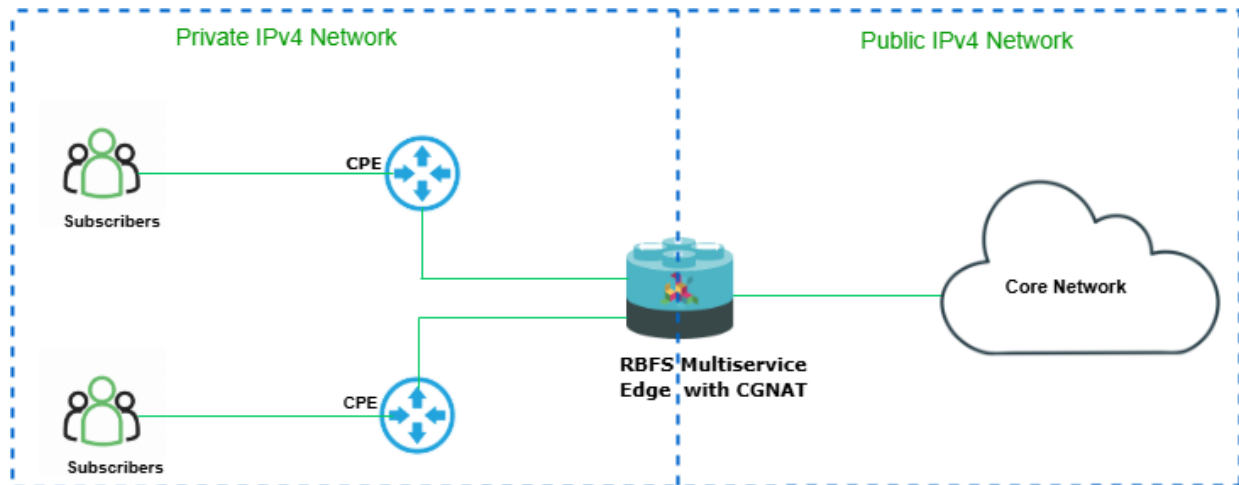 Private IPv4 Network
Public IPv4 Network
CPE
Subscribers
Core Network
RBFS Multiservice
Edge with CGNAT
CPE
Subscribers